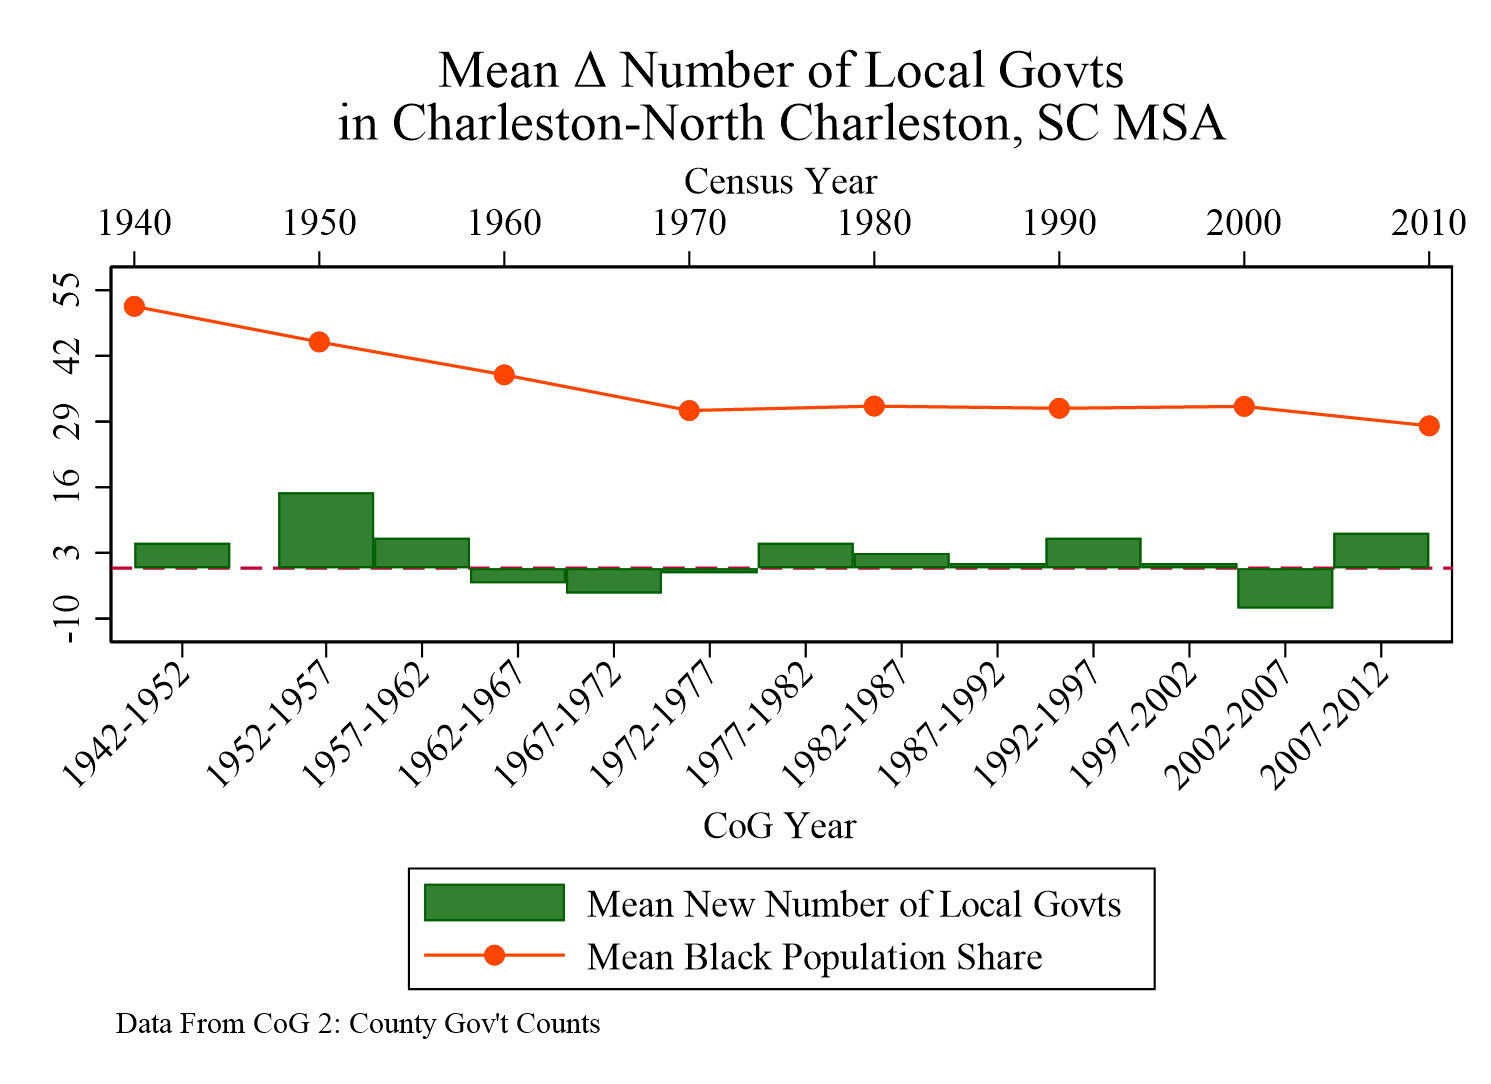 Mean Δ Number of Local Govts
in Charleston-North Charleston, SC MSA
Census Year
1940 1950 1960 1970 1980 1990 2000 2010
55
42
29
16
3
-10
1942-1952
1952-1957
1957-1962
1962-1967
1967-1972
1972-1977
1977-1982
1982-1987
1987-1992
1992-1997
1997-2002
2002-2007
2007-2012
CoG Year
Mean New Number of Local Govts
Mean Black Population Share
Data From CoG 2: County Gov't Counts